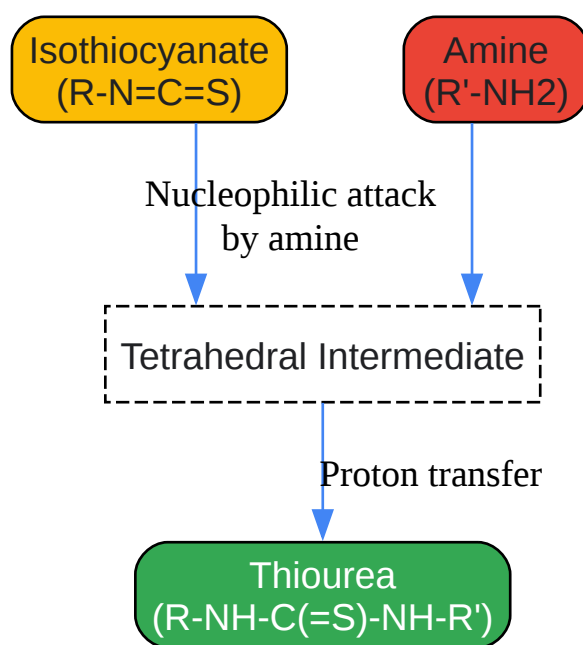 Isothiocyanate
(R-N=C=S)
Amine
(R'-NH2)
Nucleophilic attack
by amine
Tetrahedral Intermediate
Proton transfer
Thiourea
(R-NH-C(=S)-NH-R')